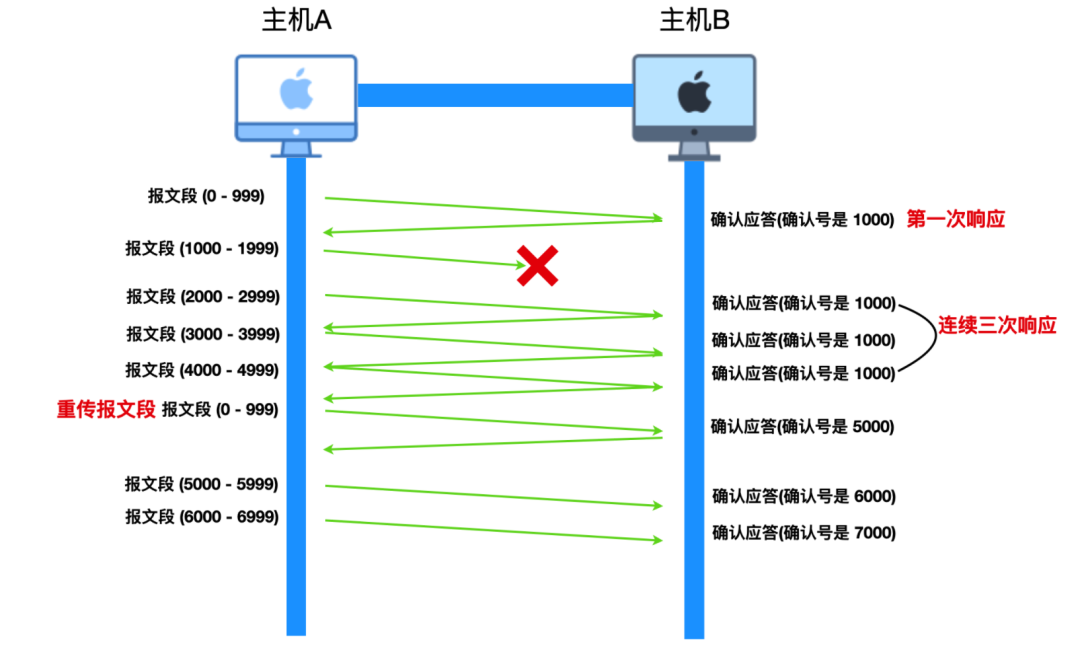 主机A
主机B
报文段 (0 - 999)
确认应答(确认号是 1000) 第一次响应
报文段 (1000 - 1999)
报文段 (2000 - 2999)
确认应答(确认号是 1000)
连续三次响应
报文段 (3000 - 3999)
确认应答(确认号是 1000)
报文段 (4000 - 4999)
确认应答(确认号是 1000)
重传报文段 报文段 (0 - 999)
确认应答(确认号是 5000)
报文段 (5000 - 5999)
确认应答(确认号是 6000)
报文段 (6000 - 6999)
确认应答(确认号是 7000)